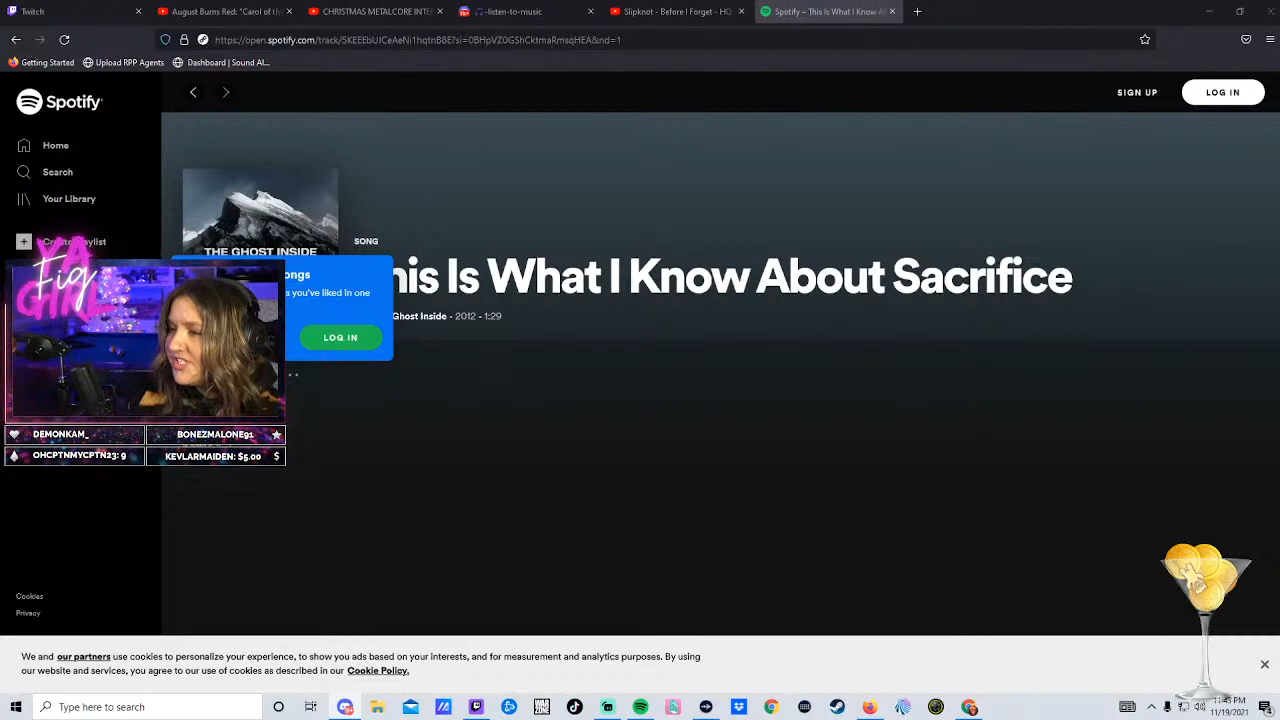 Twitch
August Burns Red: "Carol of the
CHRISTMAS METALCORE INTE
-listen-to-music
Slipknot - Before I Forget - HQ
Spotify – This Is What I Know A
https://open.spotify.com/track/5KEEEbUICeAeNi1hqtnB8E?si=0BHpVZ0GShCktmaRmsqHEA&nd=1
Getting Started
Upload RPP Agents
Dashboard | Sound Al...
Spotify
SIGN UP
LOG IN
Home
Search
Your Library
Create Playlist
THE GHOST INSIDE
SONG
This Is What I Know About Sacrifice
Ghost Inside - 2012 - 1:29
ongs
s you've liked in one
LOG IN
YA
Fig
GIRL
DEMONKAM_
BONEZMALONE91
OHCPTNMYCPTN23: 9
KEVLARMAIDEN: $5.00 $
Cookies
Privacy
We and our partners use cookies to personalize your experience, to show you ads based on your interests, and for measurement and analytics purposes. By using
our website and services, you agree to our use of cookies as described in our Cookie Policy.
Type here to search
11/19/2021